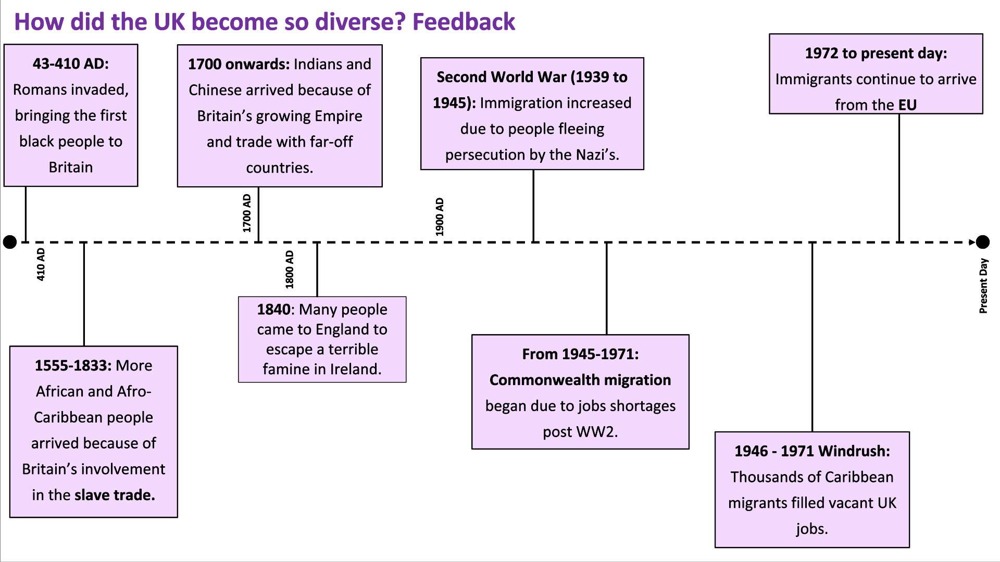 How did the UK become so diverse? Feedback
43-410 AD:
Romans invaded,
bringing the first
black people to
Britain
1700 onwards: Indians and
Chinese arrived because of
Britain’s growing Empire
and trade with far-off
countries.
Second World War (1939 to
1945): Immigration increased
due to people fleeing
persecution by the Nazi’s.
1972 to present day:
Immigrants continue to arrive
from the EU
1700 AD
1900 AD
410 AD
1800 AD
Present Day
1555-1833: More
African and Afro-
Caribbean people
arrived because of
Britain’s involvement
in the slave trade.
1840: Many people
came to England to
escape a terrible
famine in Ireland.
From 1945-1971:
Commonwealth migration
began due to jobs shortages
post WW2.
1946 - 1971 Windrush:
Thousands of Caribbean
migrants filled vacant UK
jobs.